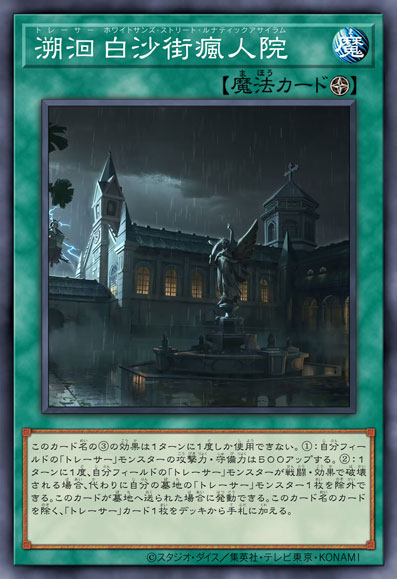 トレーサー ホワイトサンズ・ストリート・ルナティックアサイラム
溯洄 白沙街瘋人院
魔
【魔法カード】
このカード名の③の効果は1ターンに1度しか使用できない。①：自分フィー
ルドの「トレーサー」モンスターの攻撃力・守備力は500アップする。②：1
ターンに1度、自分フィールドの「トレーサー」モンスターが戦闘・効果で破壊
される場合、代わりに自分の墓地の「トレーサー」モンスター1枚を除外で
きる。このカードが墓地へ送られた場合に発動できる。このカード名のカード
を除く、「トレーサー」カード1枚をデッキから手札に加える。
©スタジオ・ダイス／集英社・テレビ東京・KONAMI